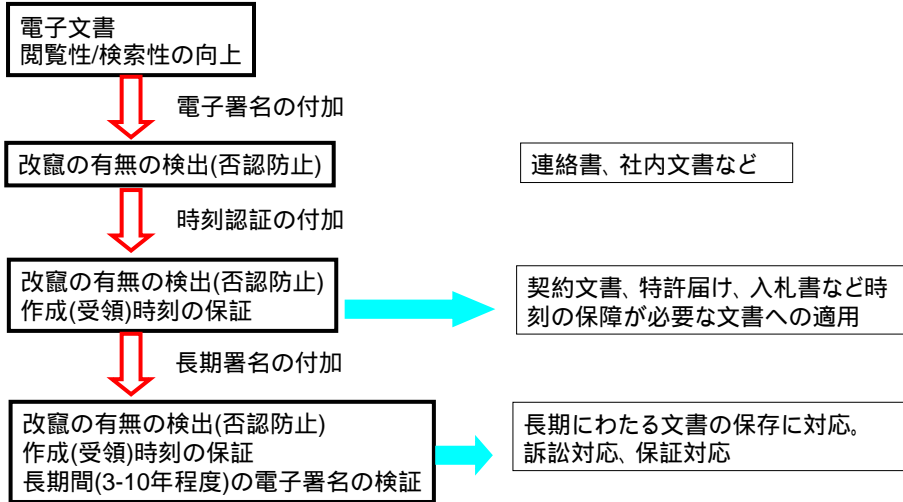 電子文書
閲覧性/検索性の向上
電子署名の付加
改竄の有無の検出(否認防止)
連絡書、社内文書など
時刻認証の付加
改竄の有無の検出(否認防止)
作成(受領)時刻の保証
契約文書、特許届け、入札書など時
刻の保障が必要な文書への適用
長期署名の付加
改竄の有無の検出(否認防止)
作成(受領)時刻の保証
長期間(3-10年程度)の電子署名の検証
長期にわたる文書の保存に対応。
訴訟対応、保証対応